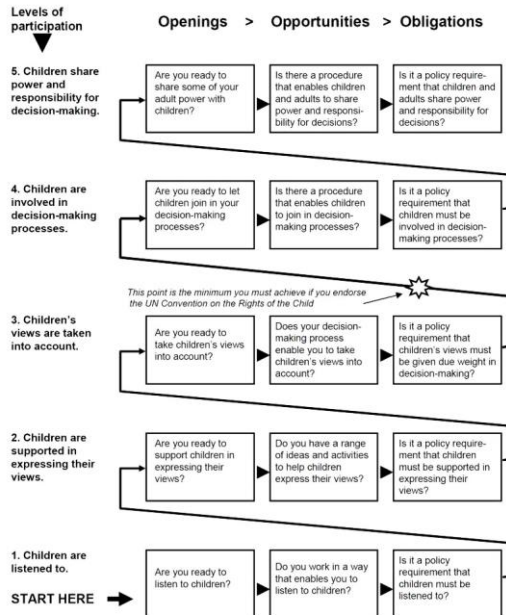 Levels of
participation
Openings > Opportunities > Obligations
5. Children share
power and
responsibility for
decision-making.
Are you ready to
share some of your
adult power with
children?
Is there a procedure
that enables children
and adults to share
power and responsi-
bility for decisions?
Is it a policy require-
ment that children and
adults share power
and responsibility for
decisions?
4. Children are
involved in
decision-making
processes.
Are you ready to let
children join in your
decision-making
processes?
Is there a procedure
that enables children
to join in decision-
making processes?
Is it a policy
requirement that
children must be
involved in decision-
making processes?
This point is the minimum you must achieve if you endorse
the UN Convention on the Rights of the Child
3. Children's
views are taken
into account.
Are you ready to
take children's views
into account?
Does your decision-
making process
enable you to take
children's views into
account?
Is it a policy
requirement that
children's views must
be given due weight in
decision-making?
2. Children are
supported in
expressing their
views.
Are you ready to
support children in
expressing their
views?
Do you have a range
of ideas and activities
to help children
express their views?
Is it a policy require-
ment that children
must be supported in
expressing their
views?
1. Children are
listened to.
START HERE
Are you ready to
listen to children?
Do you work in a way
that enables you to
listen to children?
Is it a policy
requirement that
children must be
listened to?